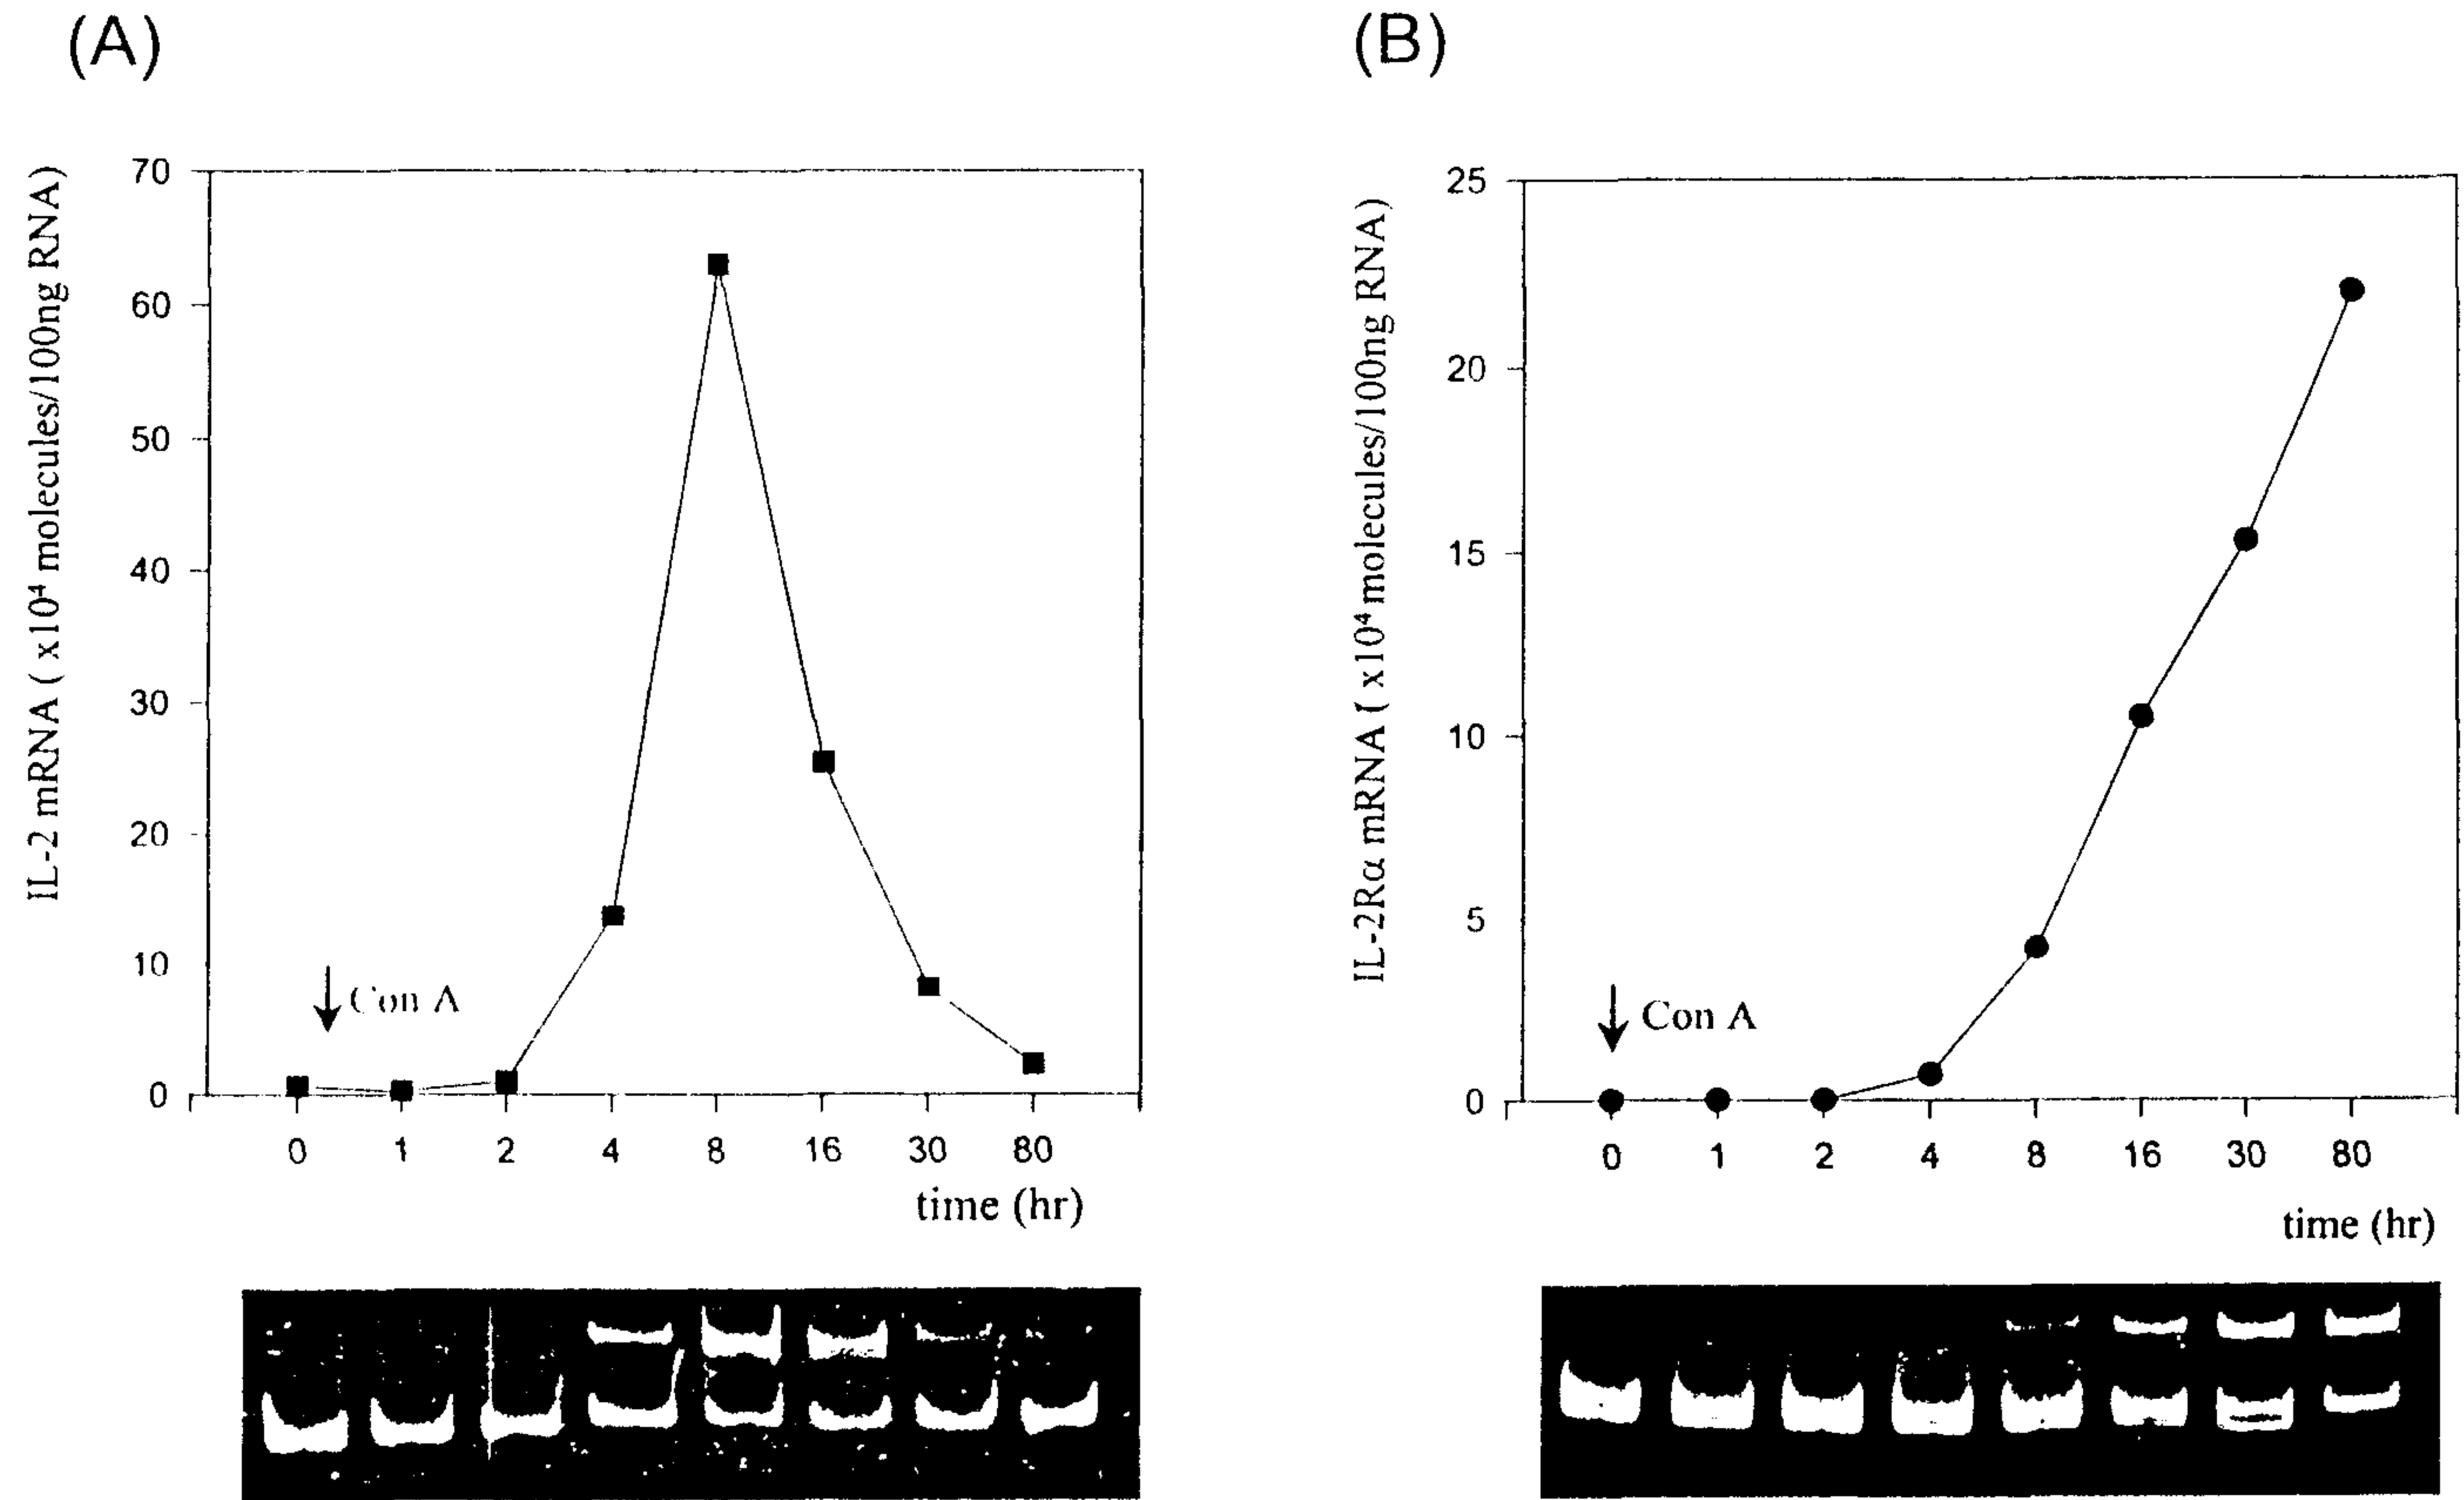 (A)
IL-2 mRNA ( x10⁴ molecules/100ng RNA)
70
60
50
40
30
20
10
0
Con A
0 1 2 4 8 16 30 80
time (hr)
(B)
IL-2Rα mRNA ( x10⁴ molecules/100ng RNA)
25
20
15
10
5
0
Con A
0 1 2 4 8 16 30 80
time (hr)